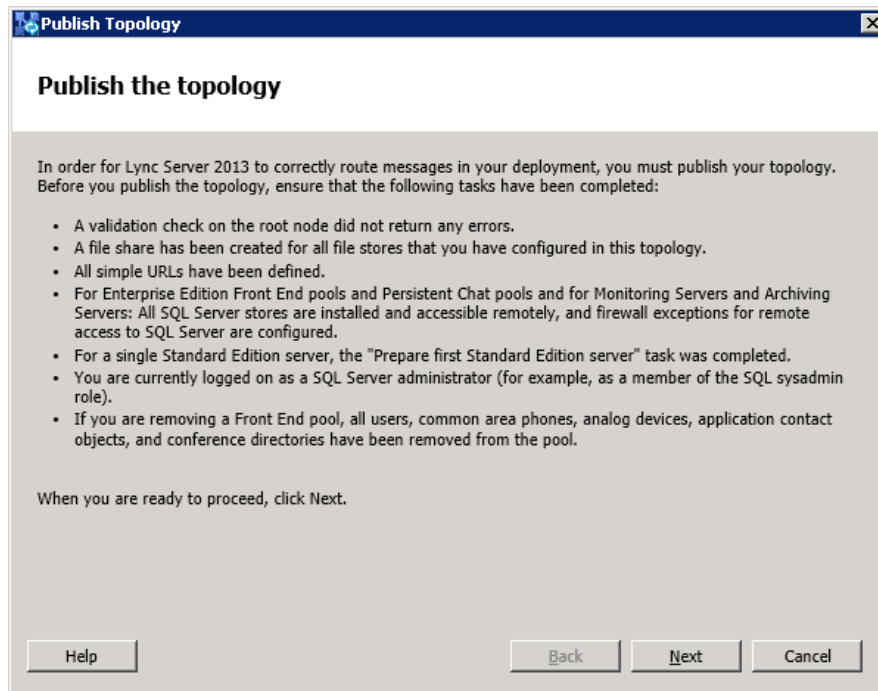 Publish Topology
Publish the topology
In order for Lync Server 2013 to correctly route messages in your deployment, you must publish your topology.
Before you publish the topology, ensure that the following tasks have been completed:
• A validation check on the root node did not return any errors.
• A file share has been created for all file stores that you have configured in this topology.
• All simple URLs have been defined.
• For Enterprise Edition Front End pools and Persistent Chat pools and for Monitoring Servers and Archiving
Servers: All SQL Server stores are installed and accessible remotely, and firewall exceptions for remote
access to SQL Server are configured.
• For a single Standard Edition server, the "Prepare first Standard Edition server" task was completed.
• You are currently logged on as a SQL Server administrator (for example, as a member of the SQL sysadmin
role).
• If you are removing a Front End pool, all users, common area phones, analog devices, application contact
objects, and conference directories have been removed from the pool.
When you are ready to proceed, click Next.
Help
Back
Next
Cancel